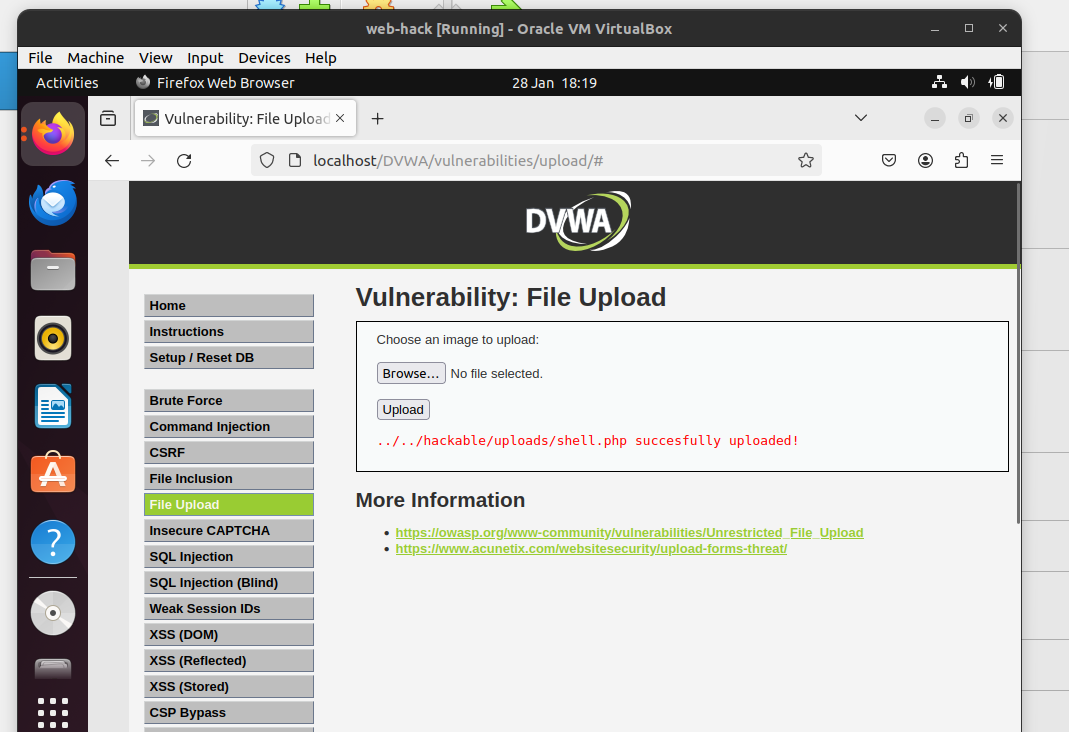 web-hack [Running] - Oracle VM VirtualBox
File Machine View Input Devices Help
Activities Firefox Web Browser 28 Jan 18:19
Vulnerability: File Upload
localhost/DVWA/vulnerabilities/upload/#
DVWA
Home
Instructions
Setup / Reset DB
Brute Force
Command Injection
CSRF
File Inclusion
File Upload
Insecure CAPTCHA
SQL Injection
SQL Injection (Blind)
Weak Session IDs
XSS (DOM)
XSS (Reflected)
XSS (Stored)
CSP Bypass
Vulnerability: File Upload
Choose an image to upload:
Browse... No file selected.
Upload
../../hackable/uploads/shell.php succesfully uploaded!
More Information
https://owasp.org/www-community/vulnerabilities/Unrestricted_File_Upload
https://www.acunetix.com/websitesecurity/upload-forms-threat/